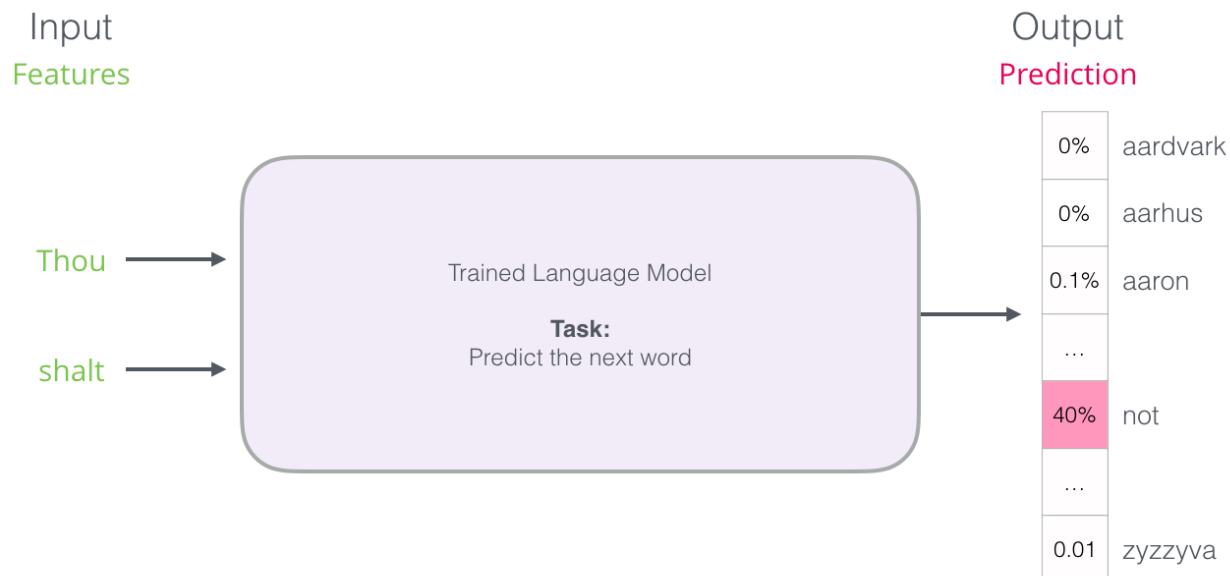 Input
Features
Thou
shalt
Trained Language Model
Task:
Predict the next word
Output
Prediction
0% aardvark
0% aarhus
0.1% aaron
...
40% not
...
0.01 zyzzyva